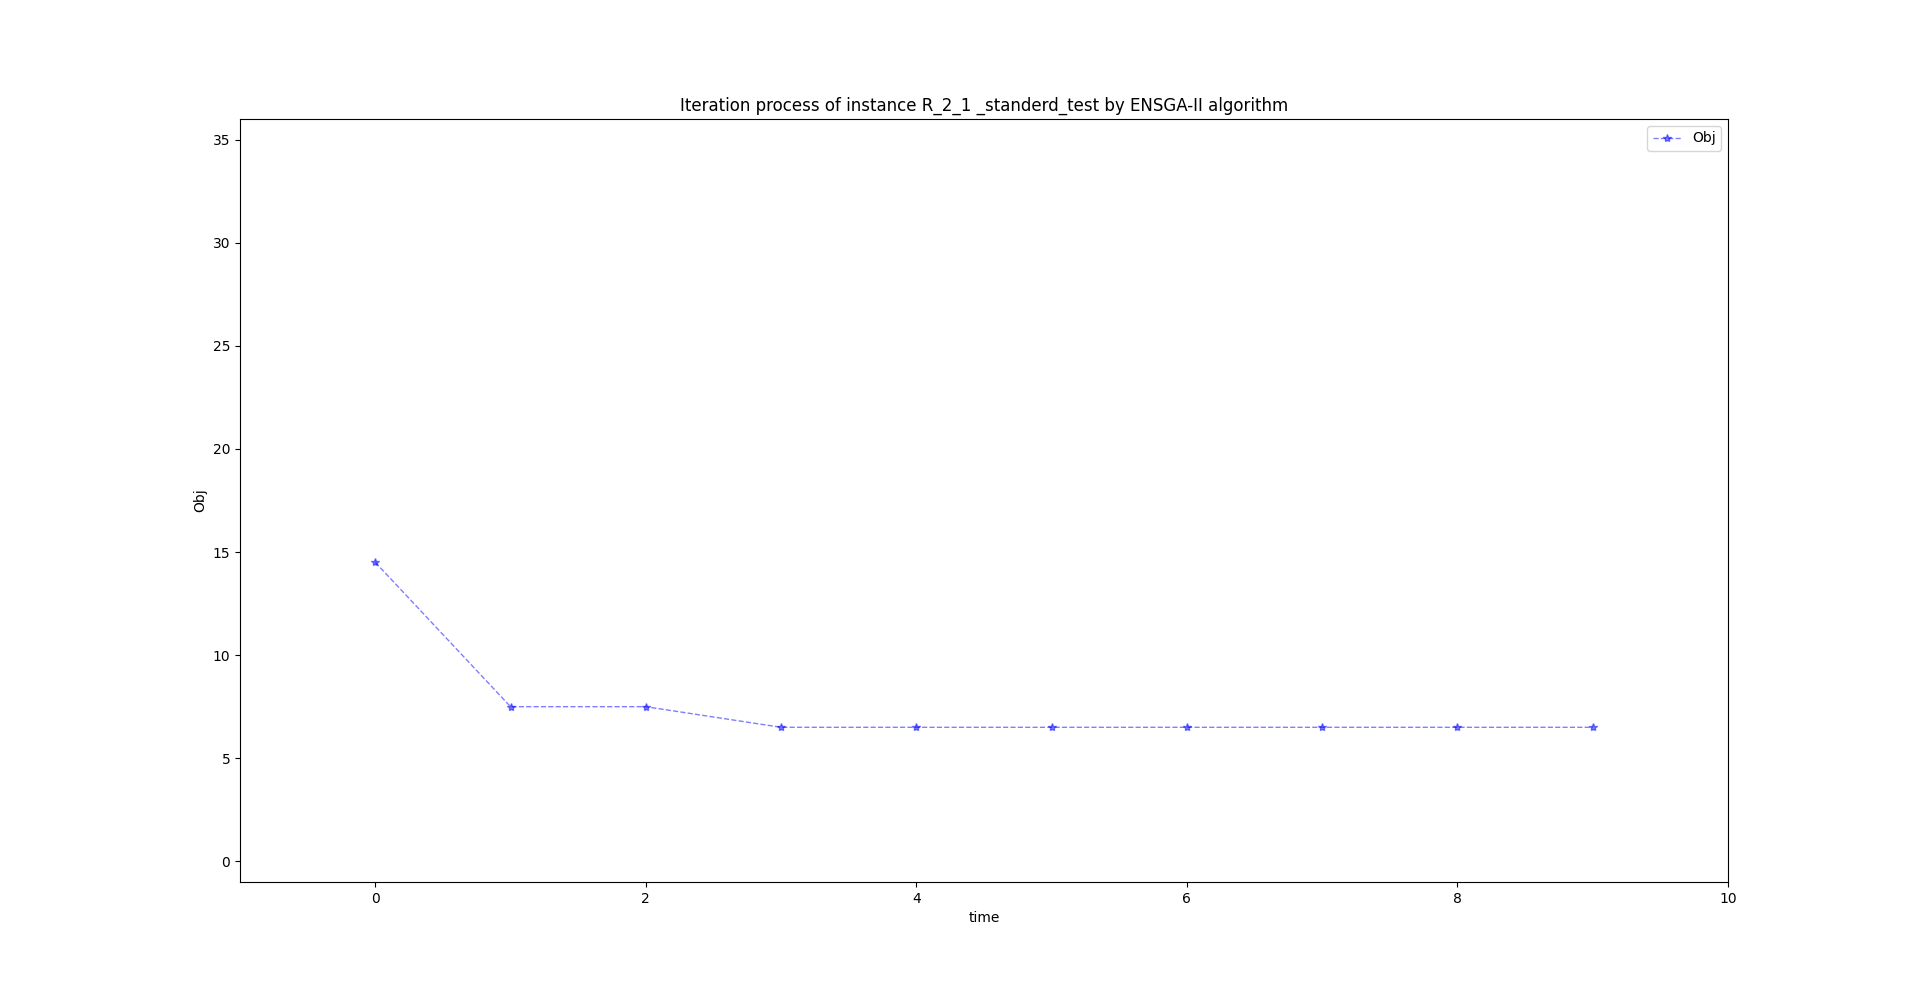 Iteration process of instance R_2_1 _standerd_test by ENSGA-II algorithm
Obj
35
30
25
20
15
10
5
0
Obj
0 2 4 6 8 10
time